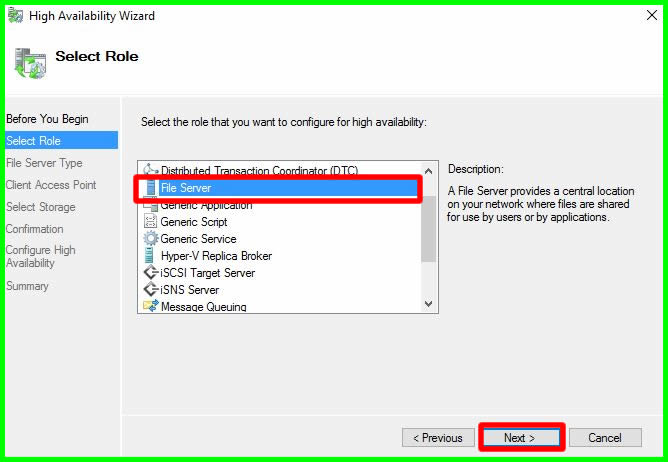 High Availability Wizard
Select Role
Before You Begin
Select Role
File Server Type
Client Access Point
Select Storage
Confirmation
Configure High
Availability
Summary
Select the role that you want to configure for high availability:
Distributed Transaction Coordinator (DTC)
File Server
Generic Application
Generic Script
Generic Service
Hyper-V Replica Broker
iSCSI Target Server
iSNS Server
Message Queuing
Description:
A File Server provides a central location
on your network where files are shared
for use by users or by applications.
< Previous
Next >
Cancel